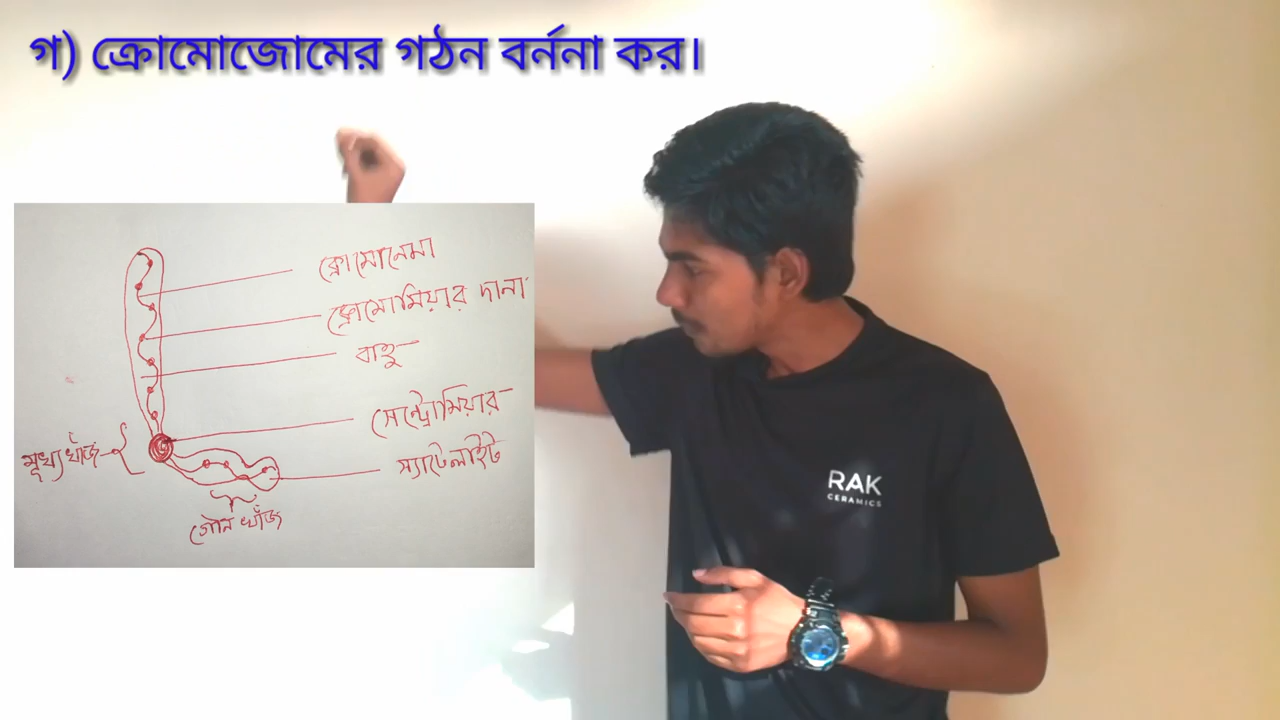 গ) ক্রোমোজোমের গঠন বর্ননা কর।
ক্রোমোনেমা
ক্রোমোমিয়ার দানা
বাহু
সেন্ট্রোমিয়ার
মূখ্য খাঁজ
স্যাটেলাইট
গৌন খাঁজ
RAK
CERAMICS